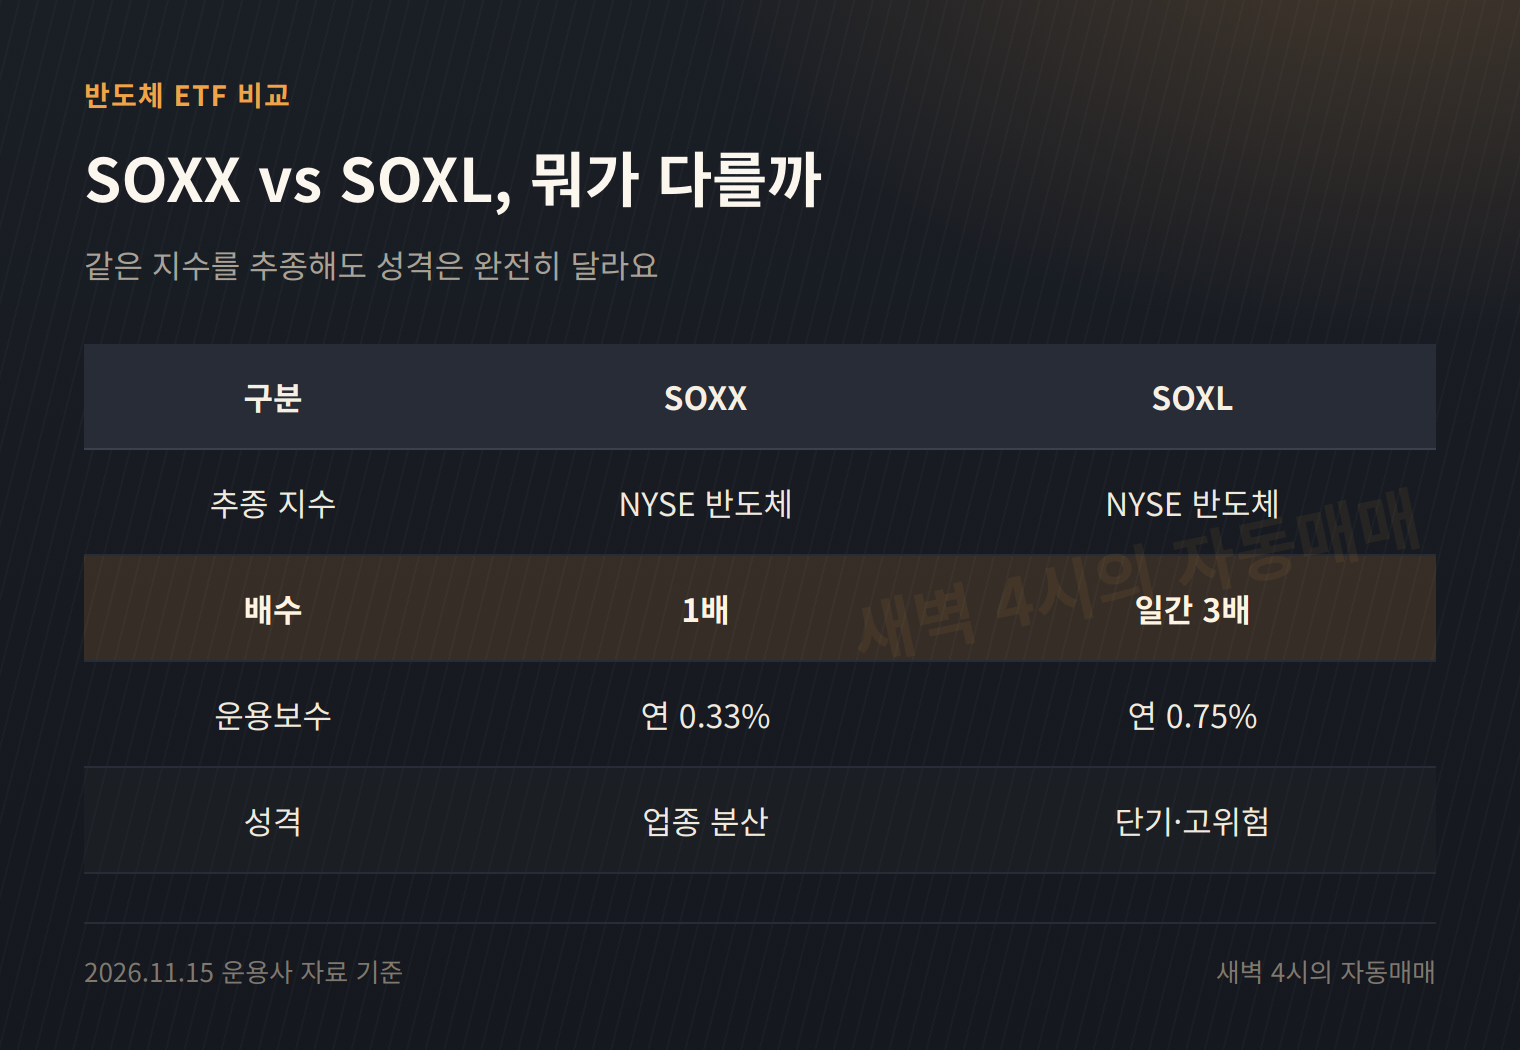 반도체 ETF 비교
SOXX vs SOXL, 뭐가 다를까
같은 지수를 추종해도 성격은 완전히 달라요
구분 SOXX SOXL
추종 지수 NYSE 반도체 NYSE 반도체
배수 1배 일간 3배
운용보수 연 0.33% 연 0.75%
성격 업종 분산 단기·고위험
새벽 4시의 자동매매
2026.11.15 운용사 자료 기준 새벽 4시의 자동매매